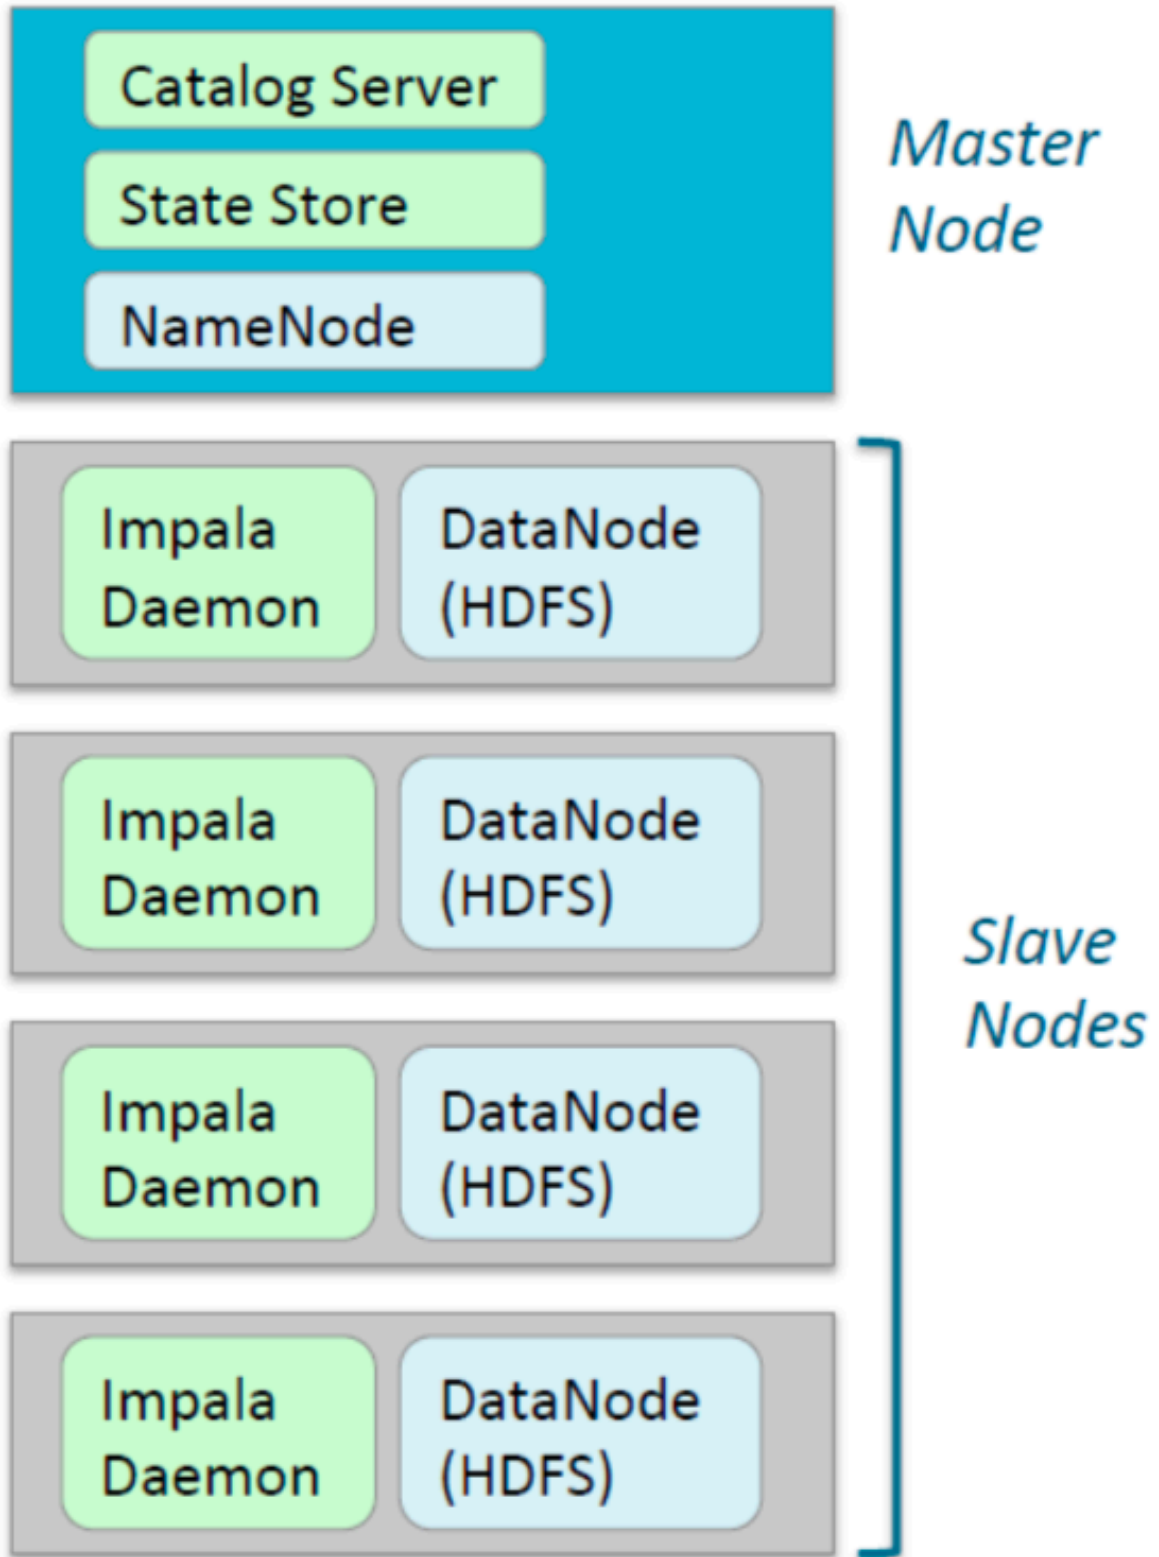 Catalog Server
State Store
NameNode
Master
Node
Impala
Daemon
DataNode
(HDFS)
Impala
Daemon
DataNode
(HDFS)
Impala
Daemon
DataNode
(HDFS)
Impala
Daemon
DataNode
(HDFS)
Slave
Nodes